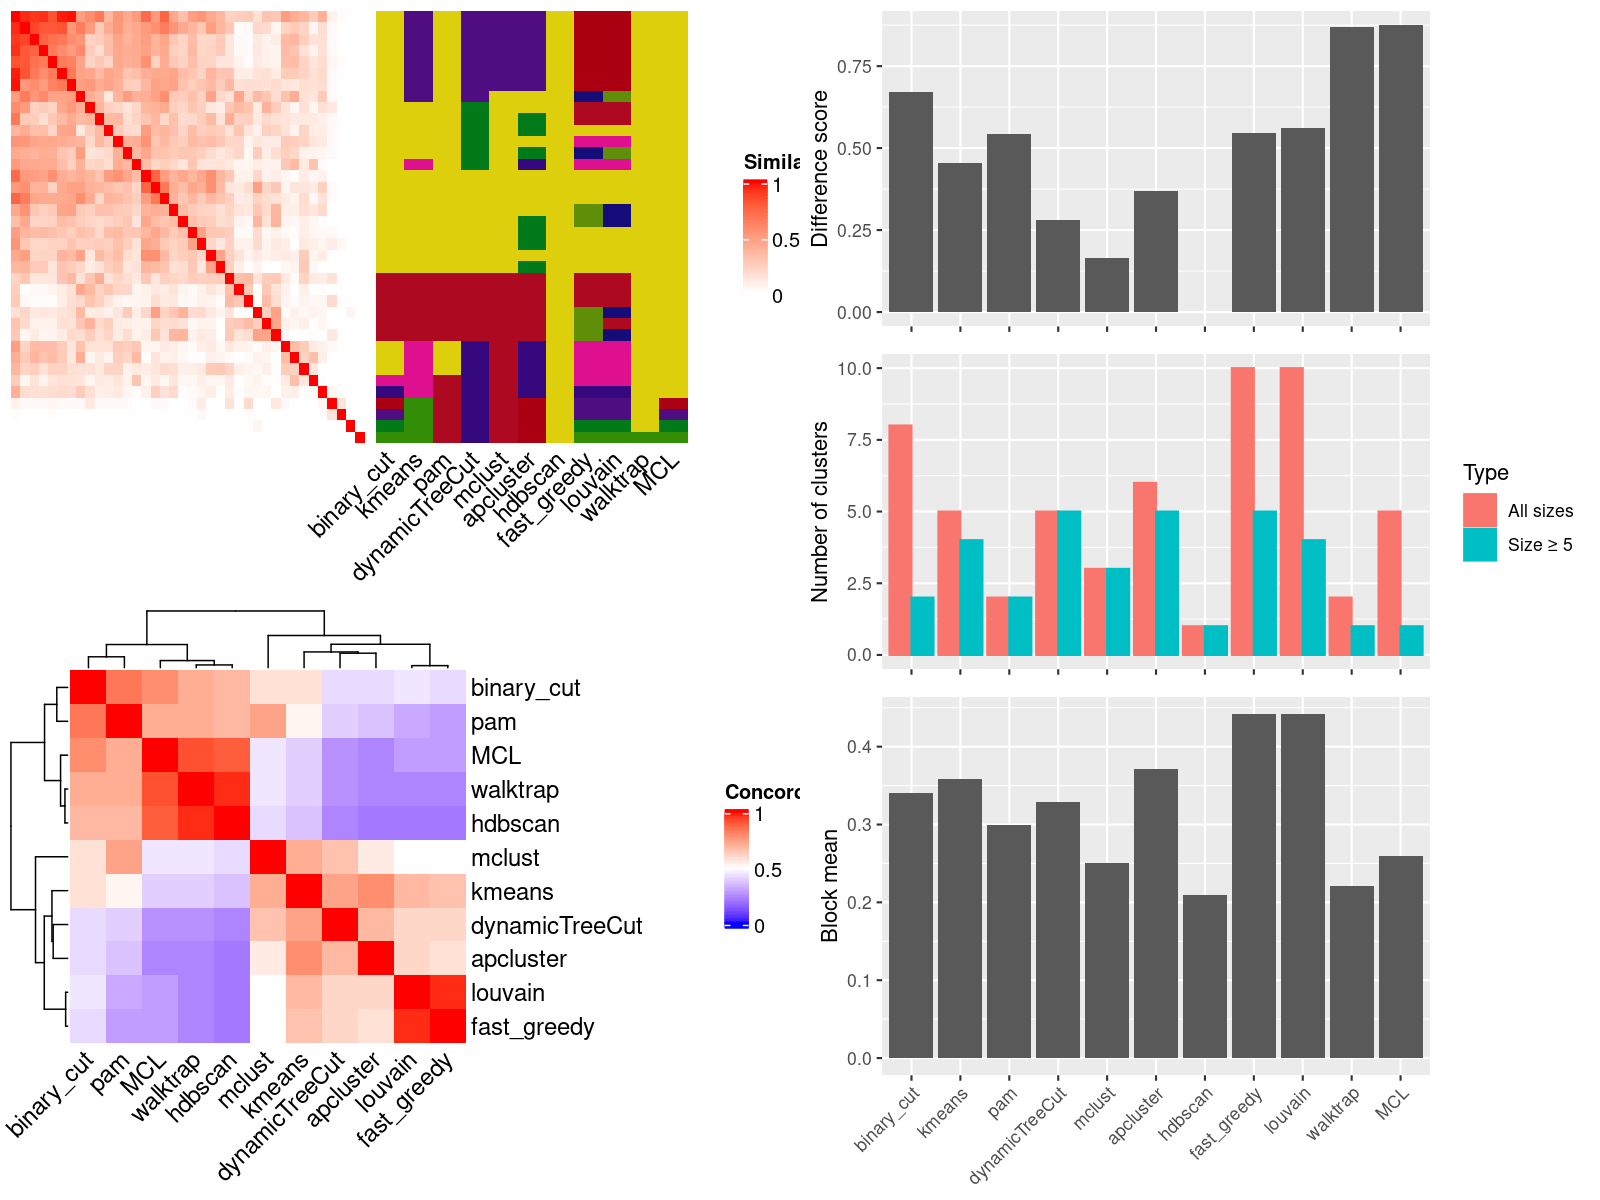 Simila
1
0.5
0
binary_cut
kmeans
pam
dynamicTreeCut
mclust
apcluster
hdbscan
fast_greedy
louvain
walktrap
MCL
binary_cut
pam
MCL
walktrap
hdbscan
mclust
kmeans
dynamicTreeCut
apcluster
louvain
fast_greedy
Concord
1
0.5
0
binary_cut
pam
MCL
walktrap
hdbscan
mclust
kmeans
dynamicTreeCut
apcluster
louvain
fast_greedy
Difference score
0.75
0.50
0.25
0.00
Number of clusters
10.0
7.5
5.0
2.5
0.0
Type
All sizes
Size ≥ 5
Block mean
0.4
0.3
0.2
0.1
0.0
binary_cut
kmeans
pam
dynamicTreeCut
mclust
apcluster
hdbscan
fast_greedy
louvain
walktrap
MCL